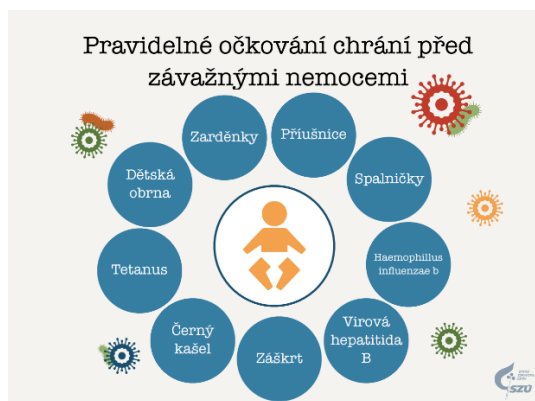 Pravidelné očkování chrání před
závažnými nemocemi
Zarděnky
Příušnice
Dětská
obrna
Spalničky
Tetanus
Haemophillus
influenzae b
Černý
kašel
Virová
hepatitida
B
Záškrt
SZÚ